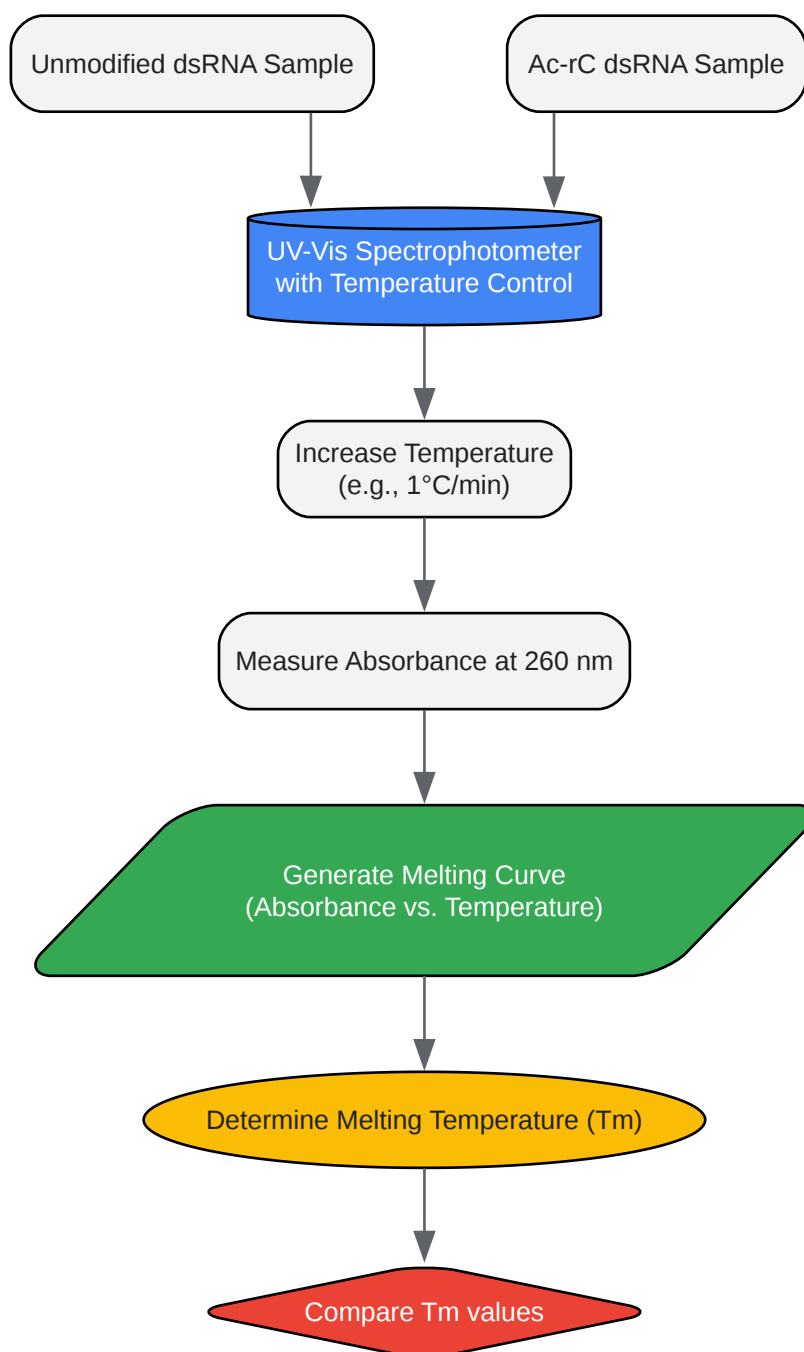 Unmodified dsRNA Sample
Ac-rC dsRNA Sample
UV-Vis Spectrophotometer
with Temperature Control
Increase Temperature
(e.g., 1°C/min)
Measure Absorbance at 260 nm
Generate Melting Curve
(Absorbance vs. Temperature)
Determine Melting Temperature (Tm)
Compare Tm values